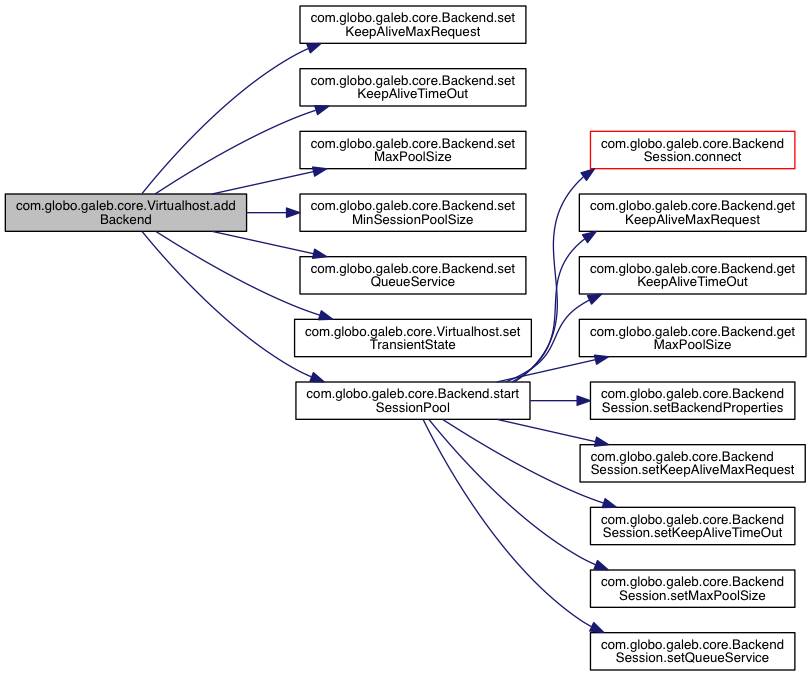 com.globo.galeb.core.Virtualhost.add
Backend
com.globo.galeb.core.Backend.set
KeepAliveMaxRequest
com.globo.galeb.core.Backend.set
KeepAliveTimeOut
com.globo.galeb.core.Backend.set
MaxPoolSize
com.globo.galeb.core.Backend.set
MinSessionPoolSize
com.globo.galeb.core.Backend.set
QueueService
com.globo.galeb.core.Virtualhost.set
TransientState
com.globo.galeb.core.Backend.start
SessionPool
com.globo.galeb.core.Backend
Session.connect
com.globo.galeb.core.Backend.get
KeepAliveMaxRequest
com.globo.galeb.core.Backend.get
KeepAliveTimeOut
com.globo.galeb.core.Backend.get
MaxPoolSize
com.globo.galeb.core.Backend
Session.setBackendProperties
com.globo.galeb.core.Backend
Session.setKeepAliveMaxRequest
com.globo.galeb.core.Backend
Session.setKeepAliveTimeOut
com.globo.galeb.core.Backend
Session.setMaxPoolSize
com.globo.galeb.core.Backend
Session.setQueueService